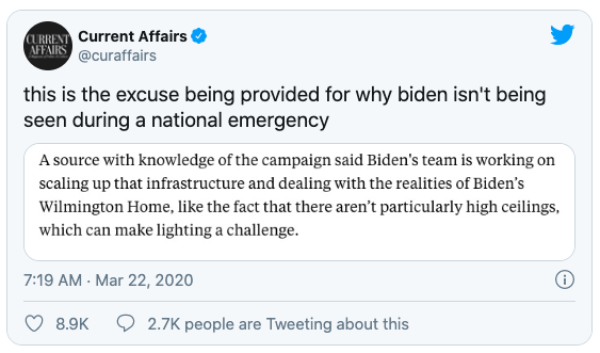 CURRENT
AFFAIRS
Current Affairs
@curaffairs
this is the excuse being provided for why biden isn't being
seen during a national emergency
A source with knowledge of the campaign said Biden's team is working on
scaling up that infrastructure and dealing with the realities of Biden's
Wilmington Home, like the fact that there aren't particularly high ceilings,
which can make lighting a challenge.
7:19 AM · Mar 22, 2020
8.9K 2.7K people are Tweeting about this